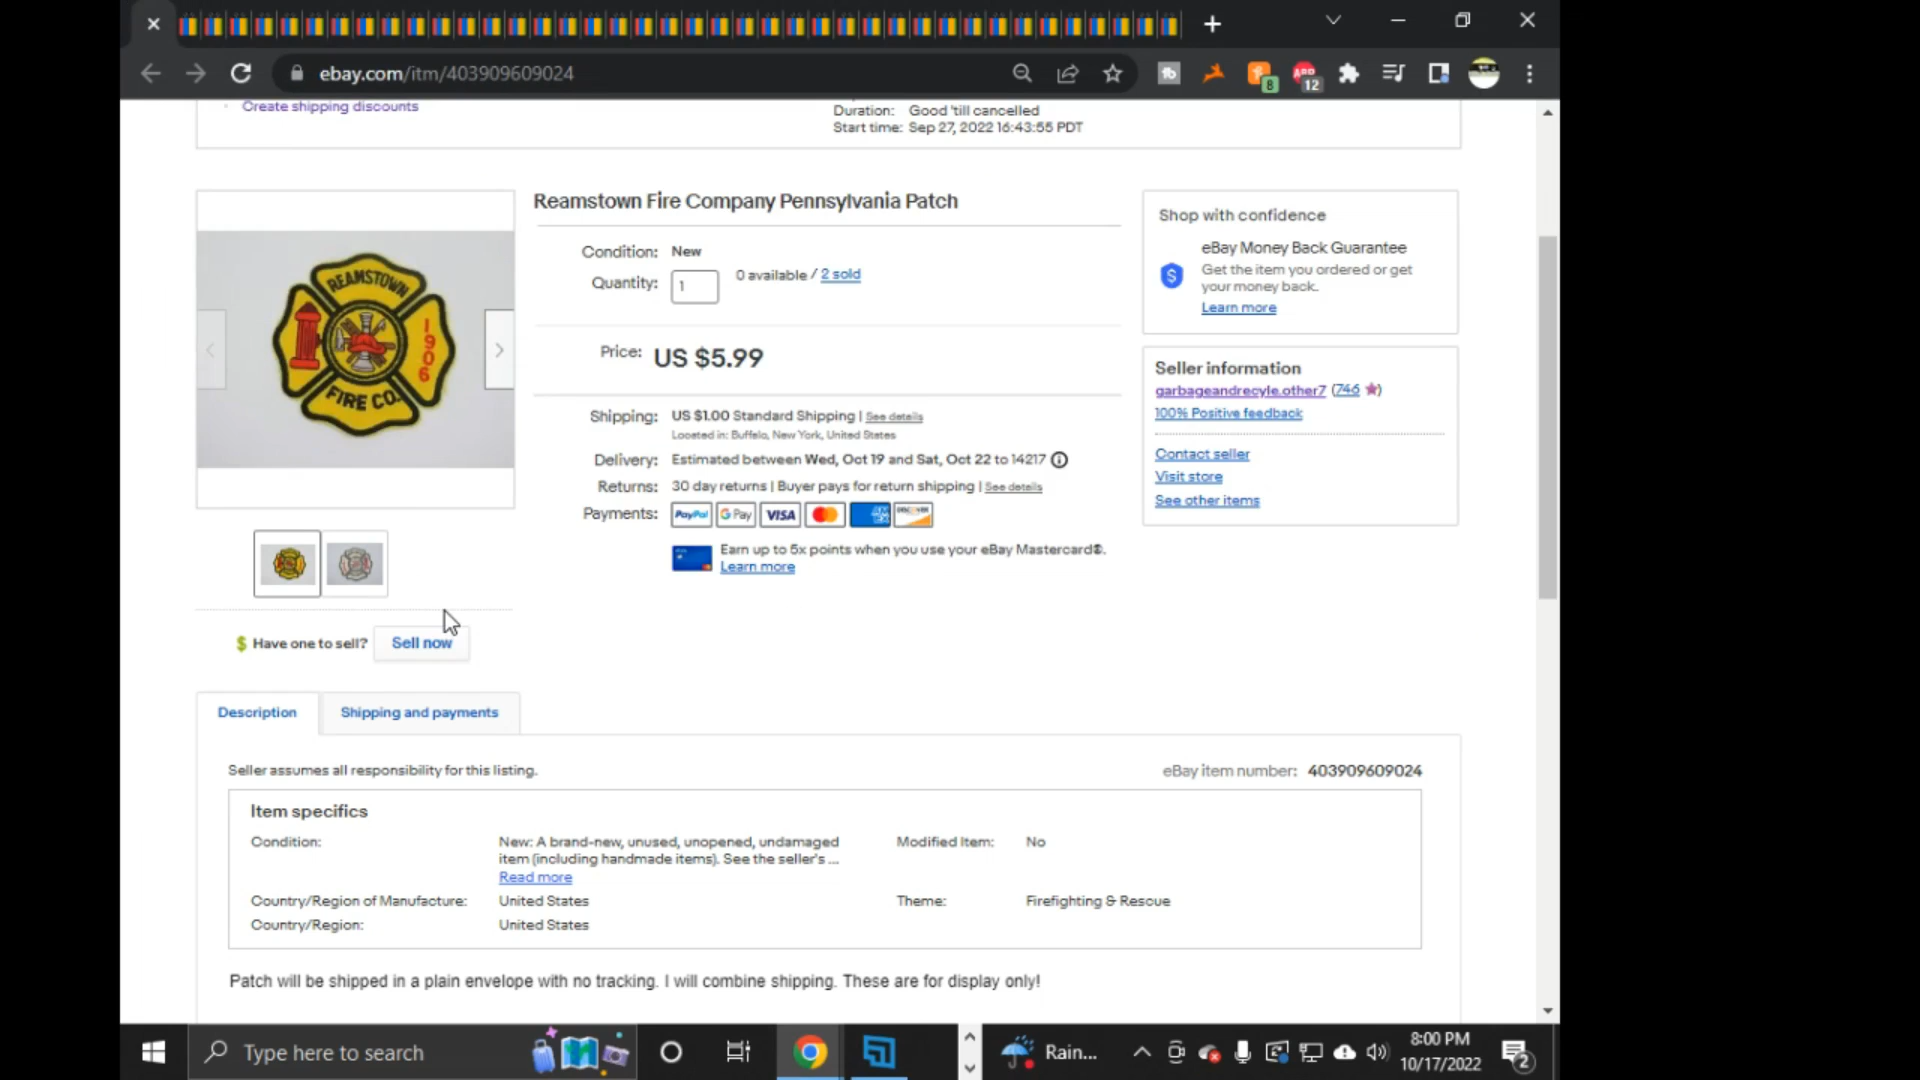 ebay.com/itm/403909609024
8
12
Create shipping discounts
Duration: Good 'till cancelled
Start time: Sep 27, 2022 16:43:55 PDT
REAMSTOWN
1906
FIRE CO.
Reamstown Fire Company Pennsylvania Patch
Condition: New
Quantity: 1 0 available / 2 sold
Price: US $5.99
Shipping: US $1.00 Standard Shipping | See details
Located in: Buffalo, New York, United States
Delivery: Estimated between Wed, Oct 19 and Sat, Oct 22 to 14217
Returns: 30 day returns | Buyer pays for return shipping | See details
Payments: PayPal G Pay VISA DISCOVER
Earn up to 5x points when you use your eBay Mastercard®.
Learn more
Shop with confidence
eBay Money Back Guarantee
Get the item you ordered or get
your money back.
Learn more
Seller information
garbageandrecyle.other7 (746)
100% Positive feedback
Contact seller
Visit store
See other items
$ Have one to sell? Sell now
Description
Shipping and payments
Seller assumes all responsibility for this listing.
eBay item number: 403909609024
Item specifics
Condition: New: A brand-new, unused, unopened, undamaged
item (including handmade items). See the seller's ...
Read more
Modified Item: No
Country/Region of Manufacture: United States
Theme: Firefighting & Rescue
Country/Region: United States
Patch will be shipped in a plain envelope with no tracking. I will combine shipping. These are for display only!
Type here to search
Rain...
8:00 PM
10/17/2022
2